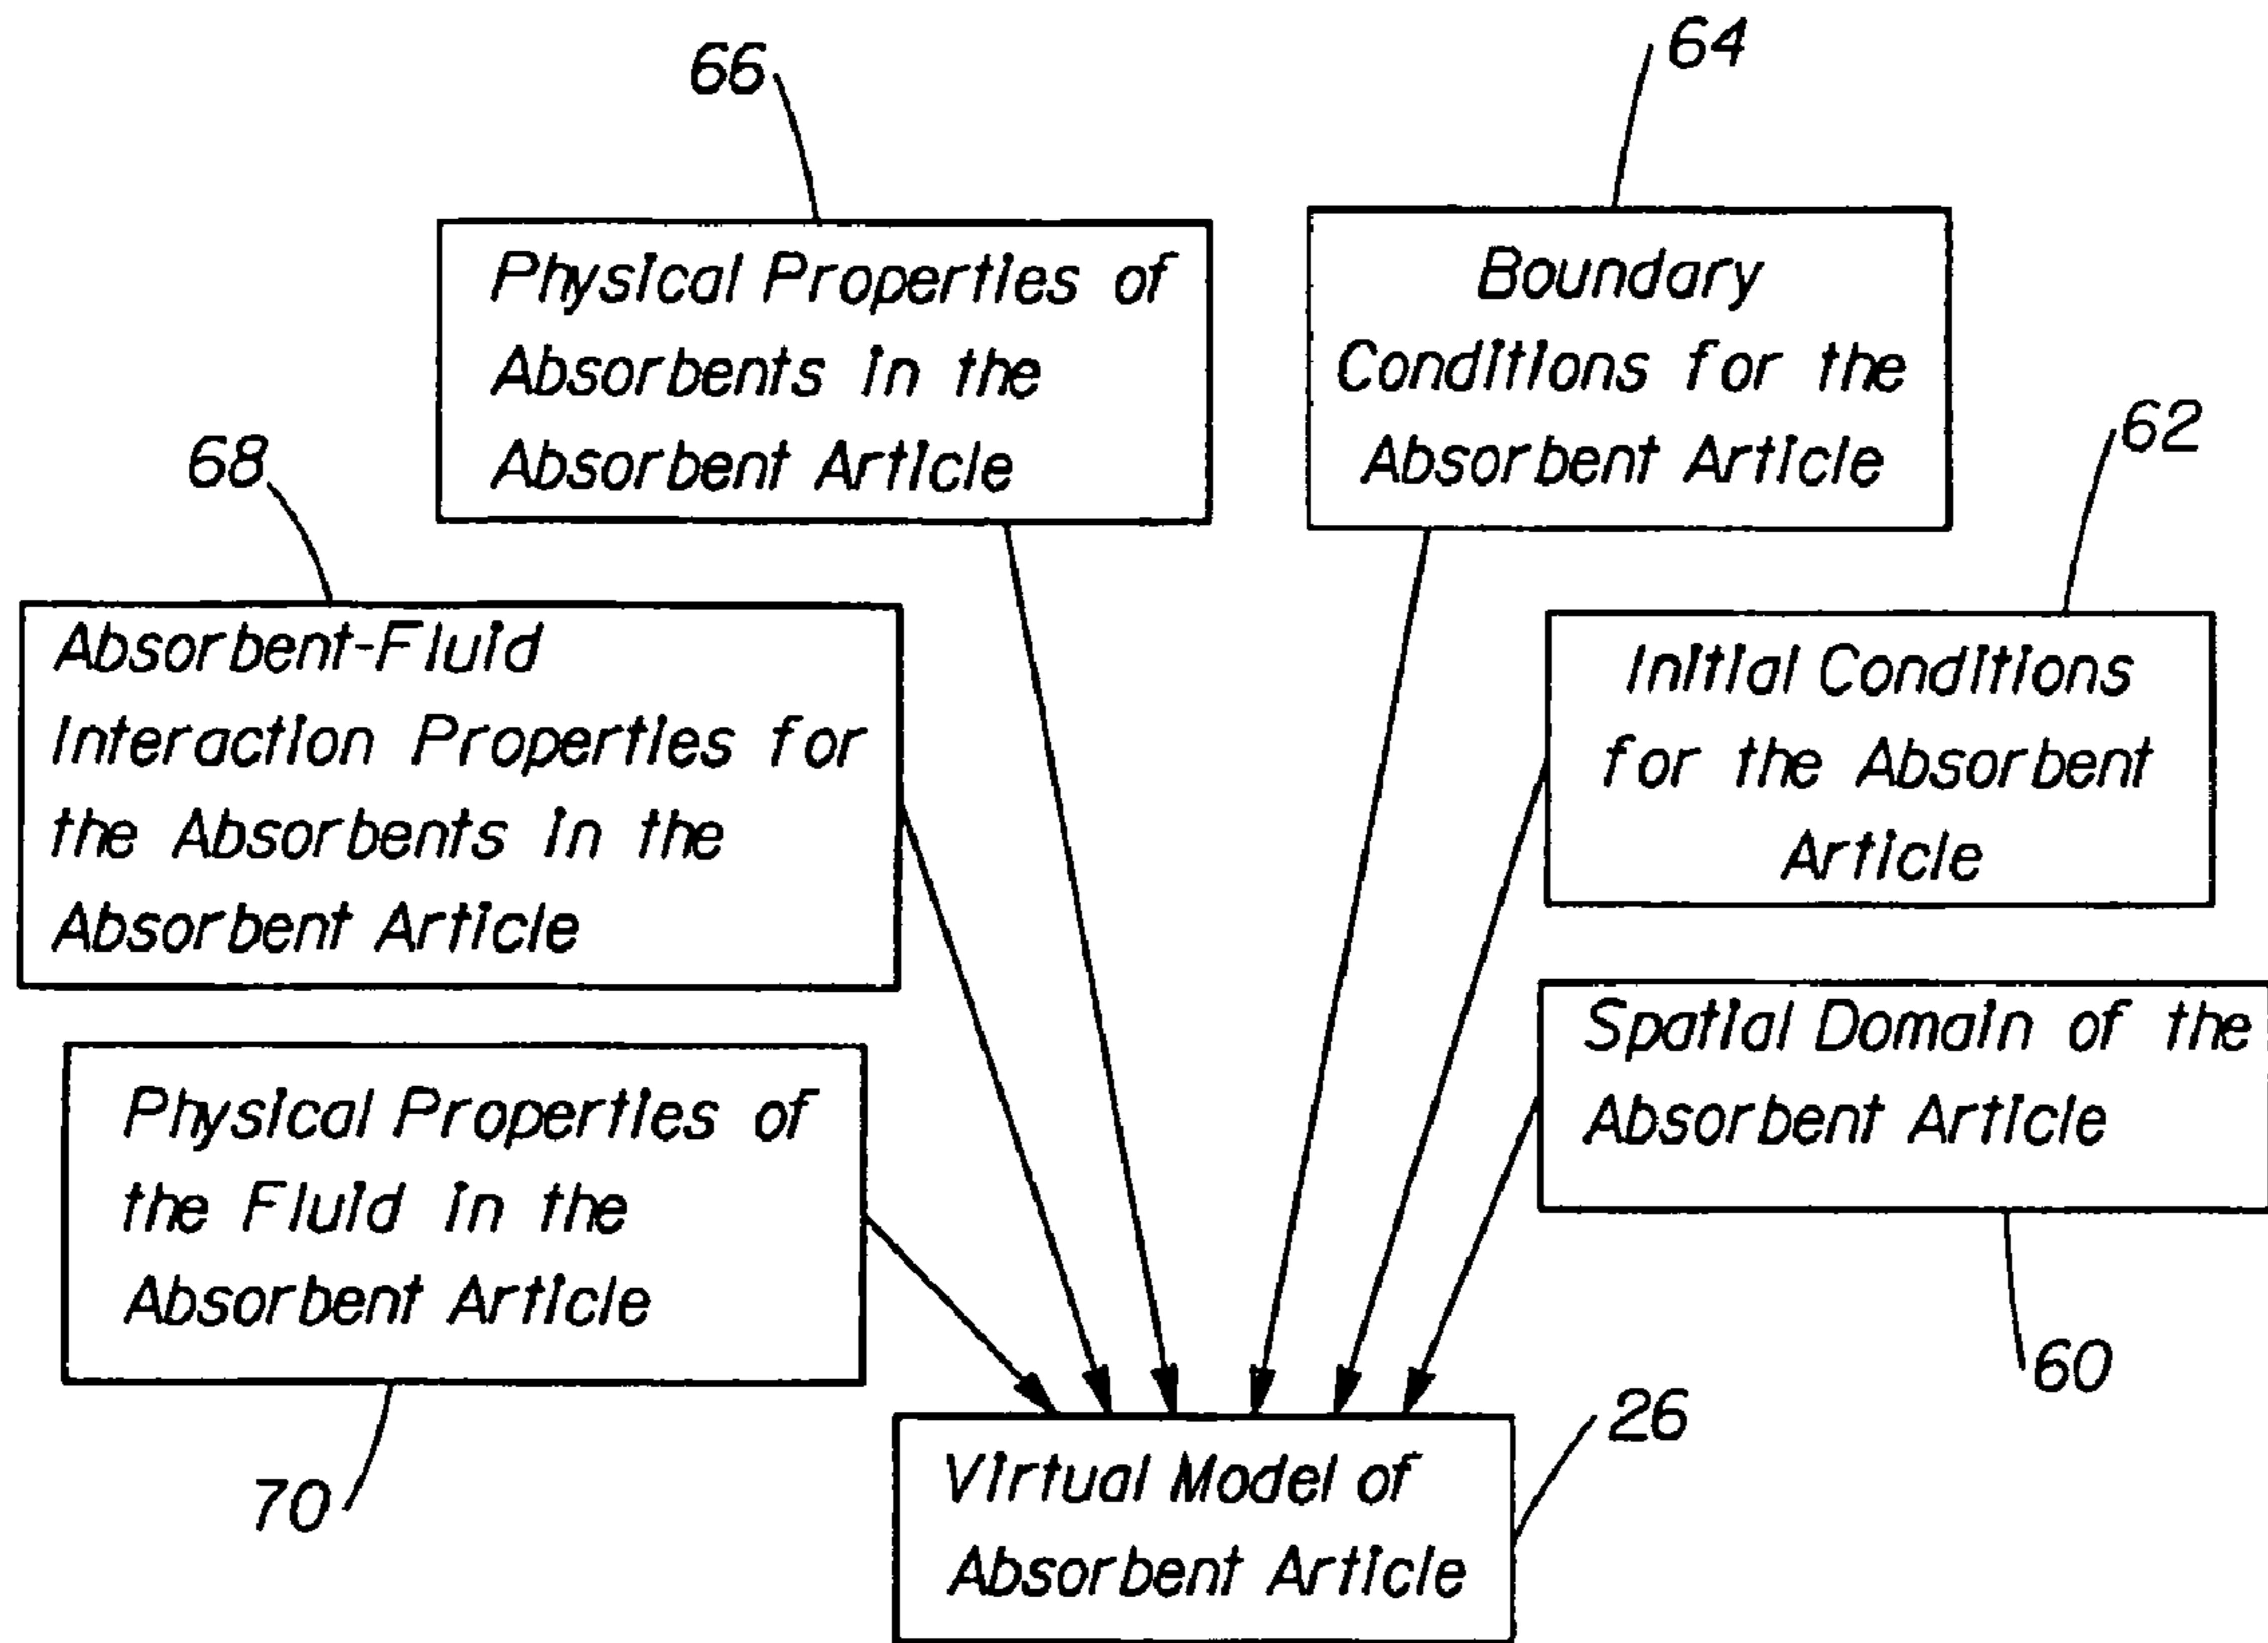 66
64
Physical Properties of
Absorbents in the
Absorbent Article
Boundary
Conditions for the
Absorbent Article
68
62
Absorbent-Fluid
Interaction Properties for
the Absorbents in the
Absorbent Article
Initial Conditions
for the Absorbent
Article
Spatial Domain of the
Absorbent Article
60
Physical Properties of
the Fluid in the
Absorbent Article
70
26
Virtual Model of
Absorbent Article